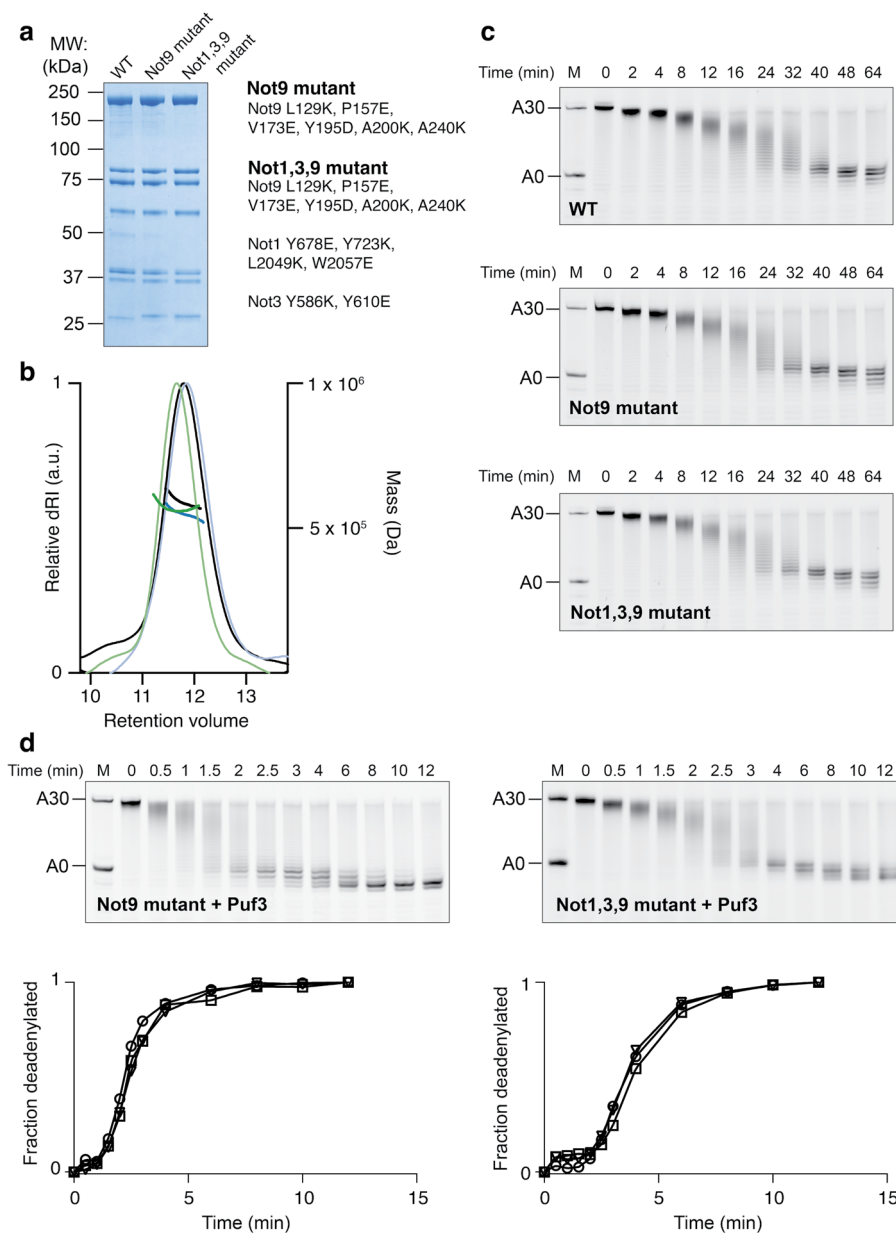 a
MW:
(kDa)
WT
Not9 mutant
Not1,3,9
mutant
250
150
100
75
50
37
25
Not9 mutant
Not9 L129K, P157E,
V173E, Y195D, A200K, A240K
Not1,3,9 mutant
Not9 L129K, P157E,
V173E, Y195D, A200K, A240K
Not1 Y678E, Y723K,
L2049K, W2057E
Not3 Y586K, Y610E
b
1
0
Relative dRI (a.u.)
1 x 10⁶
5 x 10⁵
Mass (Da)
10 11 12 13
Retention volume
c
Time (min) M 0 2 4 8 12 16 24 32 40 48 64
A30
A0
WT
Time (min) M 0 2 4 8 12 16 24 32 40 48 64
A30
A0
Not9 mutant
Time (min) M 0 2 4 8 12 16 24 32 40 48 64
A30
A0
Not1,3,9 mutant
d
Time (min) M 0 0.5 1 1.5 2 2.5 3 4 6 8 10 12
A30
A0
Not9 mutant + Puf3
1
0
Fraction deadenylated
0 5 10 15
Time (min)
M 0 0.5 1 1.5 2 2.5 3 4 6 8 10 12
A30
A0
Not1,3,9 mutant + Puf3
1
0
Fraction deadenylated
0 5 10 15
Time (min)